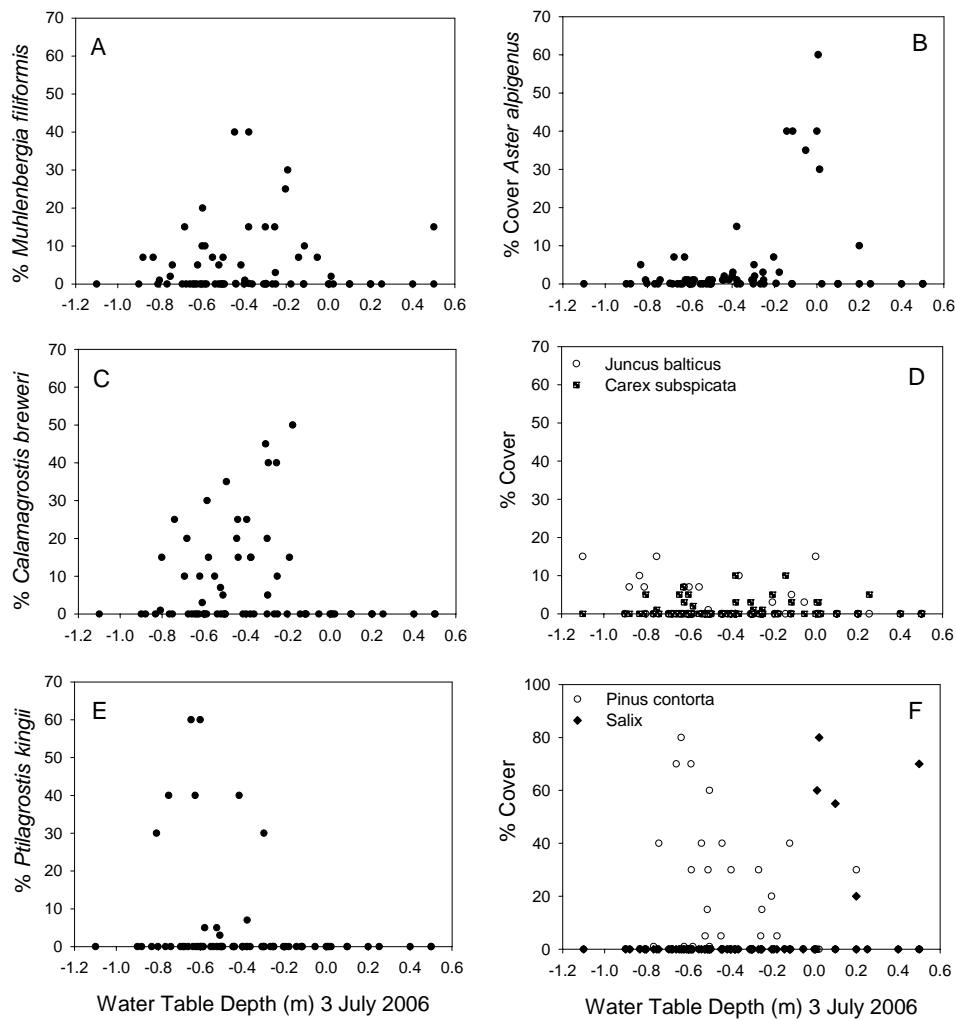 70
60
50
40
30
20
10
0
% Muhlenbergia filiformis
A
-1.2 -1.0 -0.8 -0.6 -0.4 -0.2 0.0 0.2 0.4 0.6
70
60
50
40
30
20
10
0
% Cover Aster alpigenus
B
-1.2 -1.0 -0.8 -0.6 -0.4 -0.2 0.0 0.2 0.4 0.6
70
60
50
40
30
20
10
0
% Calamagrostis breweri
C
-1.2 -1.0 -0.8 -0.6 -0.4 -0.2 0.0 0.2 0.4 0.6
70
60
50
40
30
20
10
0
% Cover
Juncus balticus
Carex subspicata
D
-1.2 -1.0 -0.8 -0.6 -0.4 -0.2 0.0 0.2 0.4 0.6
70
60
50
40
30
20
10
0
% Ptilagrostis kingii
E
-1.2 -1.0 -0.8 -0.6 -0.4 -0.2 0.0 0.2 0.4 0.6
Water Table Depth (m) 3 July 2006
100
80
60
40
20
0
% Cover
Pinus contorta
Salix
F
-1.2 -1.0 -0.8 -0.6 -0.4 -0.2 0.0 0.2 0.4 0.6
Water Table Depth (m) 3 July 2006